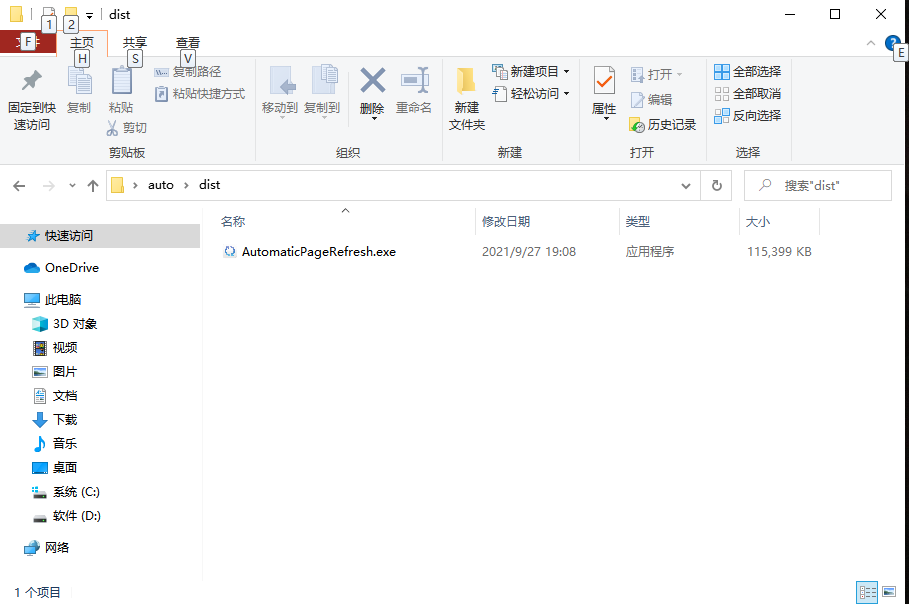 dist
1
2
文件
F
主页
共享
查看
H
S
V
E
固定到快
速访问
复制
粘贴
复制路径
粘贴快捷方式
剪切
剪贴板
移动到
复制到
删除
重命名
组织
新建
文件夹
新建项目
轻松访问
新建
属性
打开
编辑
历史记录
打开
全部选择
全部取消
反向选择
选择
auto
dist
搜索"dist"
名称
修改日期
类型
大小
AutomaticPageRefresh.exe
2021/9/27 19:08
应用程序
115,399 KB
快速访问
OneDrive
此电脑
3D 对象
视频
图片
文档
下载
音乐
桌面
系统 (C:)
软件 (D:)
网络
1 个项目